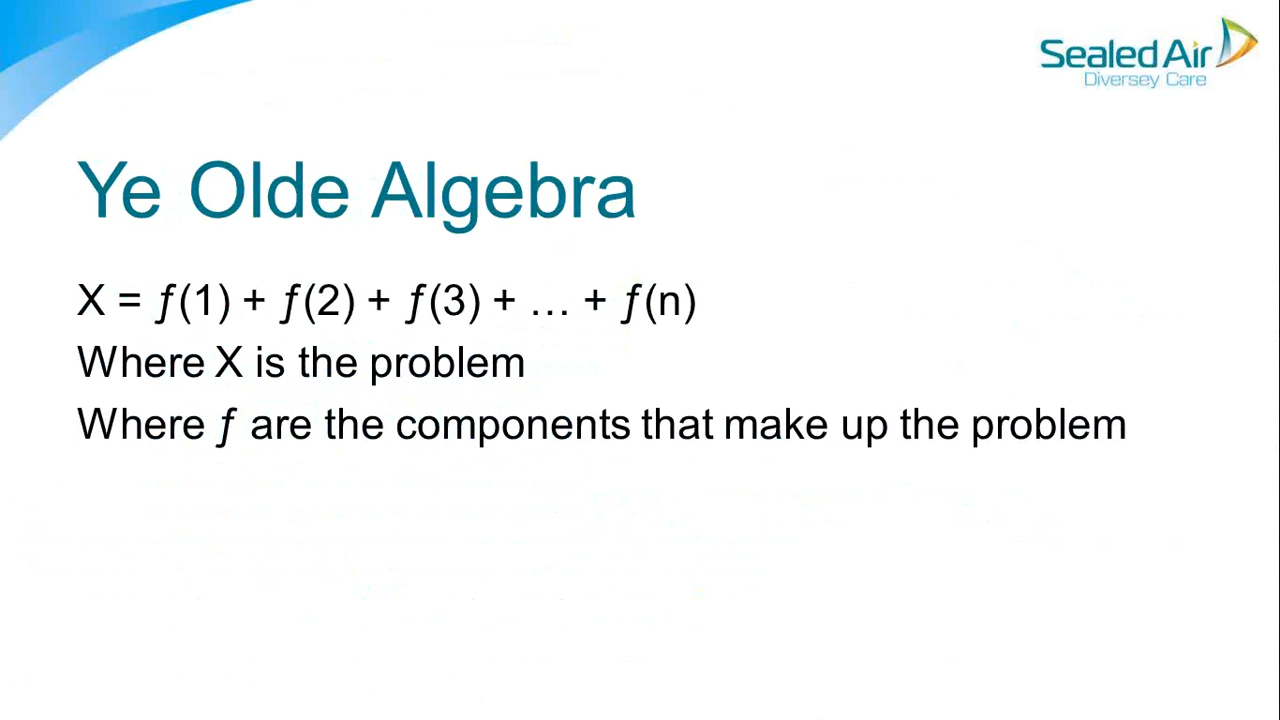 Sealed Air
Diversey Care
Ye Olde Algebra
X = ƒ(1) + ƒ(2) + ƒ(3) + … + ƒ(n)
Where X is the problem
Where ƒ are the components that make up the problem